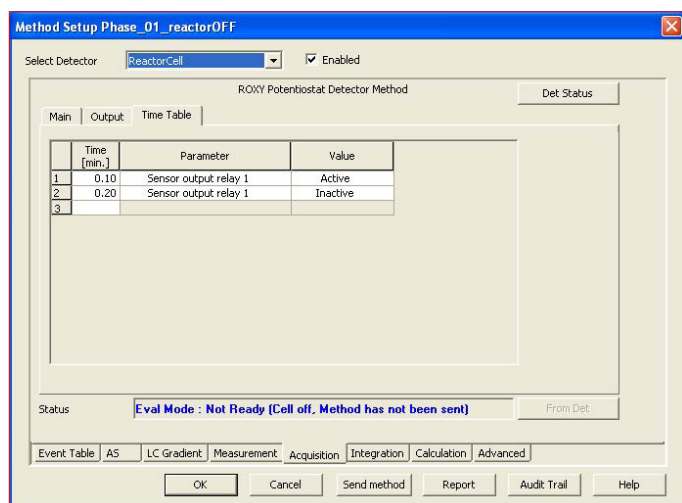 Method Setup Phase_01_reactorOFF
Select Detector ReactorCell Enabled
ROXY Potentiostat Detector Method Det Status
Main Output Time Table
Time [min.] Parameter Value
1 0.10 Sensor output relay 1 Active
2 0.20 Sensor output relay 1 Inactive
3
Status Eval Mode : Not Ready (Cell off, Method has not been sent) From Det
Event Table AS LC Gradient Measurement Acquisition Integration Calculation Advanced
OK Cancel Send method Report Audit Trail Help